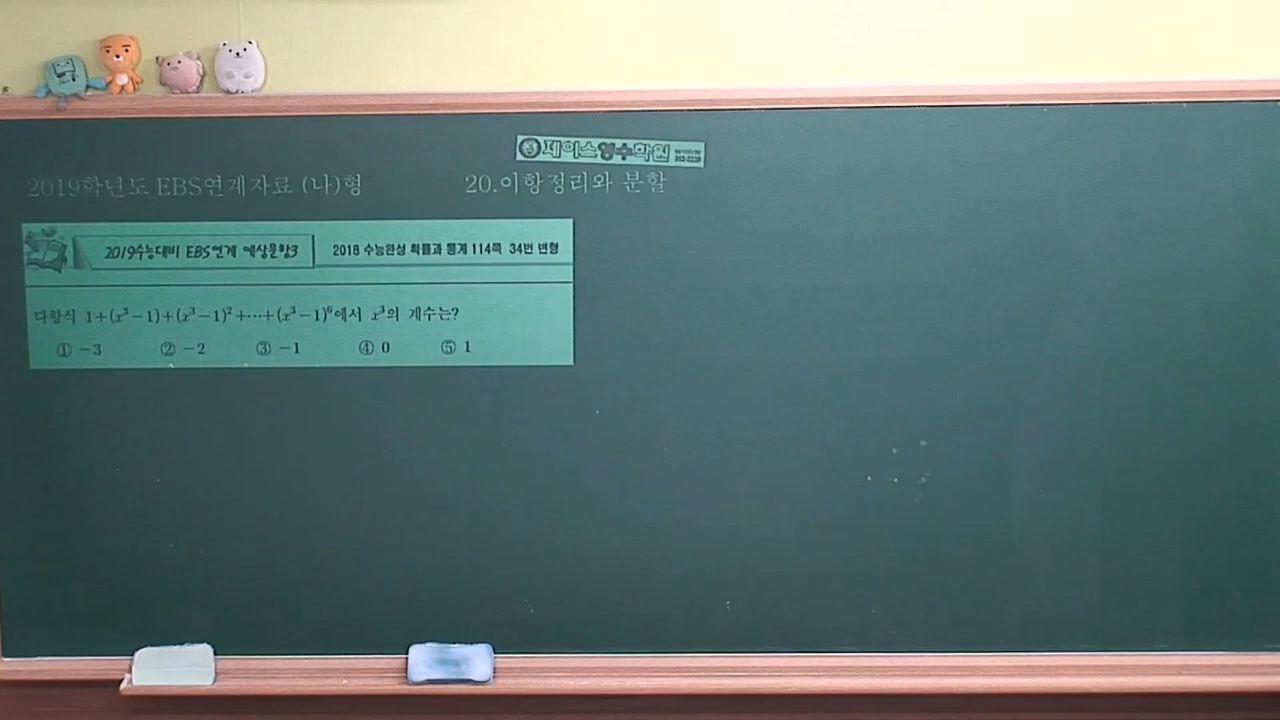 제이스영수학원
2019학년도 EBS연계자료 (나)형 20.이항정리와 분할
2019수능대비 EBS연계 예상문항3 2018 수능완성 확률과 통계 114쪽 34번 변형
다항식 1+(x³−1)+(x³−1)²+⋯+(x³−1)⁶에서 x³의 계수는?
① −3 ② −2 ③ −1 ④ 0 ⑤ 1